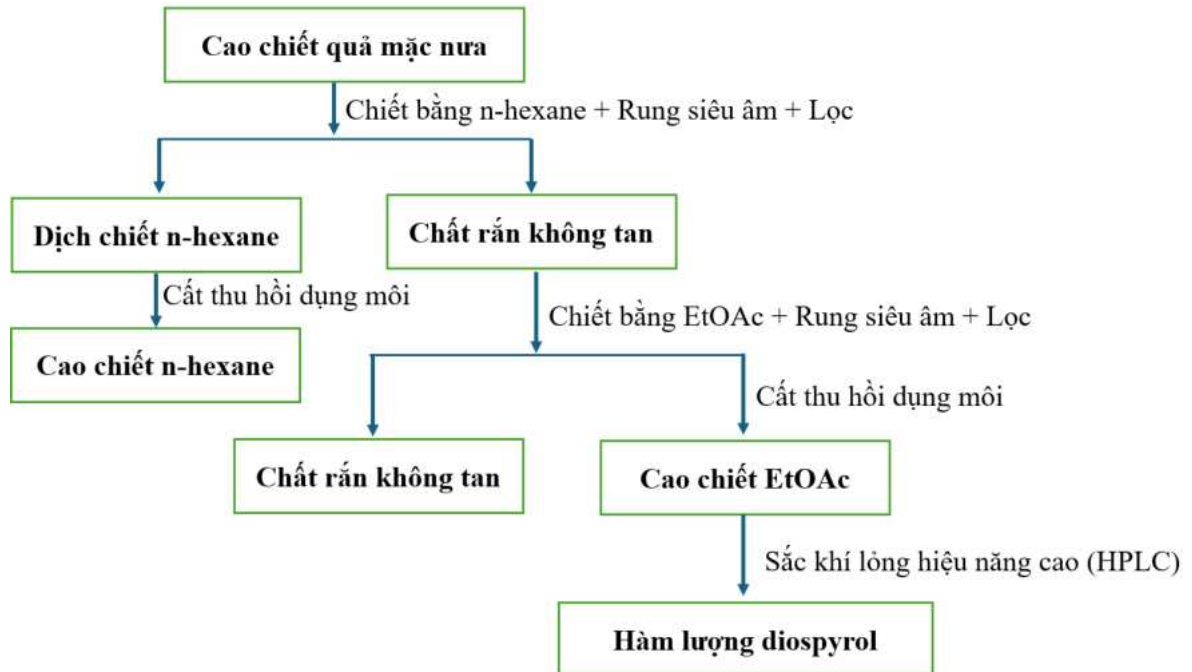 Cao chiết quả mặc nưa
Chiết bằng n-hexane + Rung siêu âm + Lọc
Dịch chiết n-hexane
Chất rắn không tan
Cất thu hồi dụng môi
Chiết bằng EtOAc + Rung siêu âm + Lọc
Cao chiết n-hexane
Cất thu hồi dụng môi
Chất rắn không tan
Cao chiết EtOAc
Sắc khí lỏng hiệu năng cao (HPLC)
Hàm lượng diospyrol